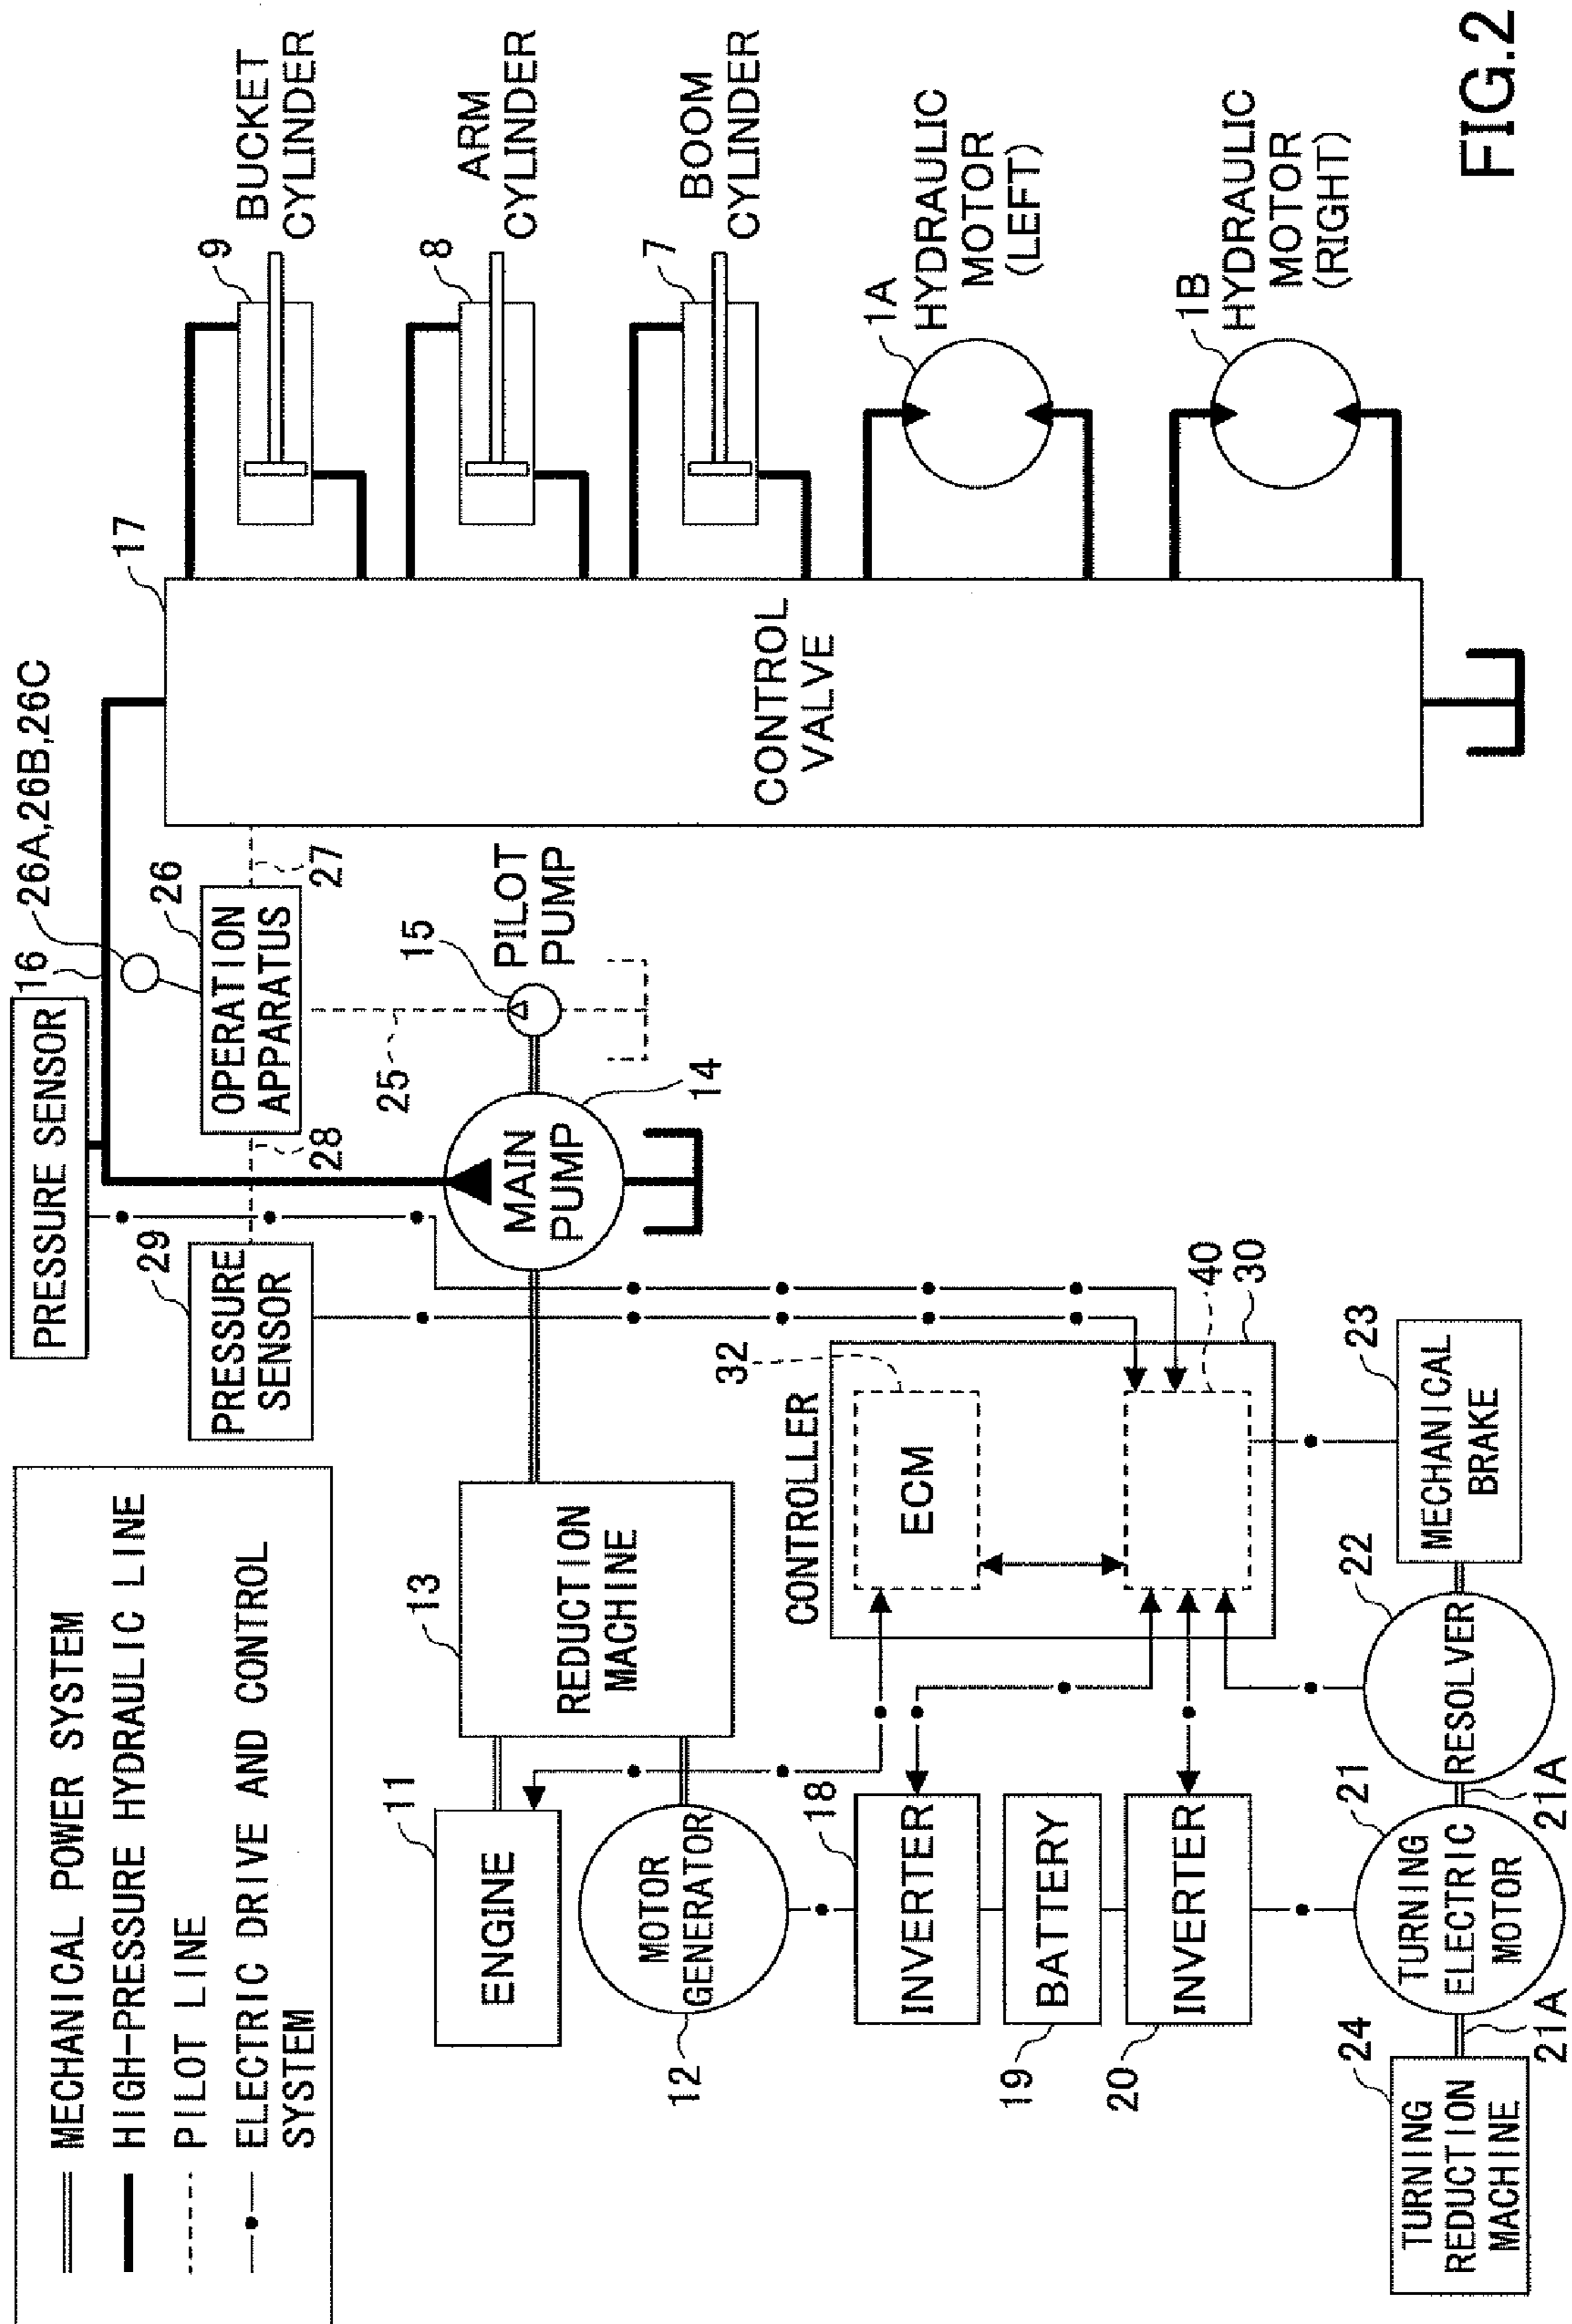 MECHANICAL POWER SYSTEM
HIGH-PRESSURE HYDRAULIC LINE
PILOT LINE
ELECTRIC DRIVE AND CONTROL
SYSTEM
PRESSURE SENSOR
16
26A,26B,26C
29
PRESSURE
SENSOR
28
OPERATION
APPARATUS
26
27
17
25
15
PILOT
PUMP
MAIN
PUMP
14
13
REDUCTION
MACHINE
11
ENGINE
MOTOR
GENERATOR
12
CONTROL
VALVE
9
BUCKET
CYLINDER
8
ARM
CYLINDER
7
BOOM
CYLINDER
1A
HYDRAULIC
MOTOR
(LEFT)
1B
HYDRAULIC
MOTOR
(RIGHT)
CONTROLLER
32
ECM
40
30
18
INVERTER
19
BATTERY
20
INVERTER
24
TURNING
REDUCTION
MACHINE
21A
21
TURNING
ELECTRIC
MOTOR
21A
22
RESOLVER
23
MECHANICAL
BRAKE
FIG.2